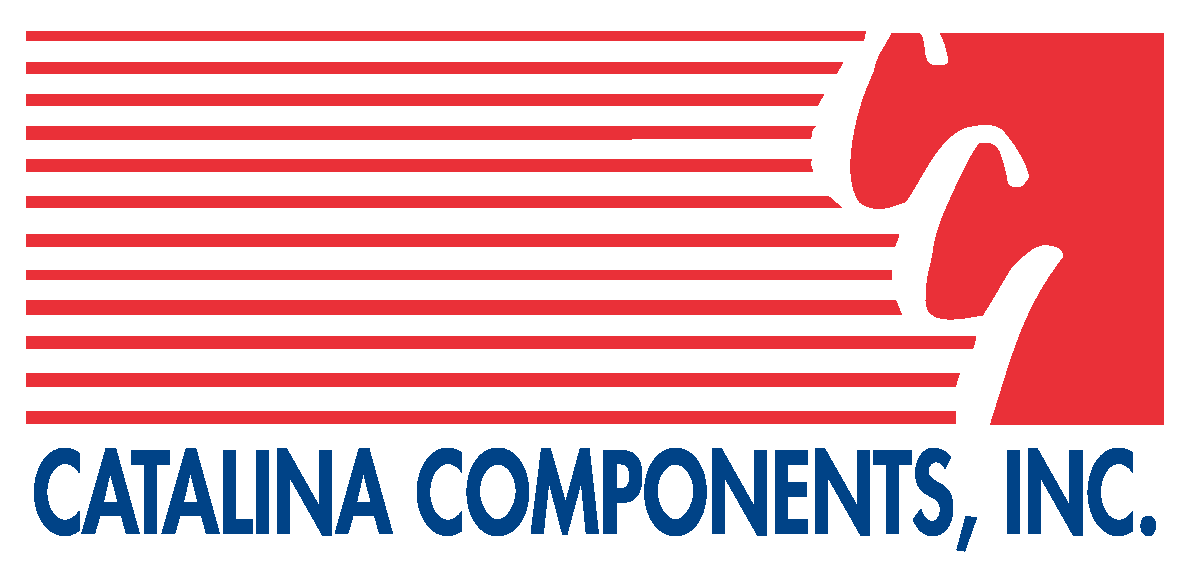 CATALINA COMPONENTS, INC.